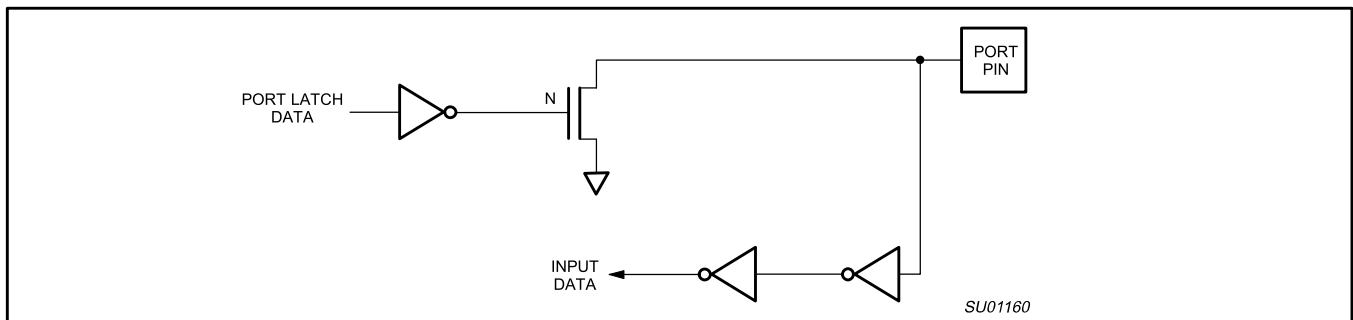 PORT
PIN
PORT LATCH
DATA
N
INPUT
DATA
SU01160